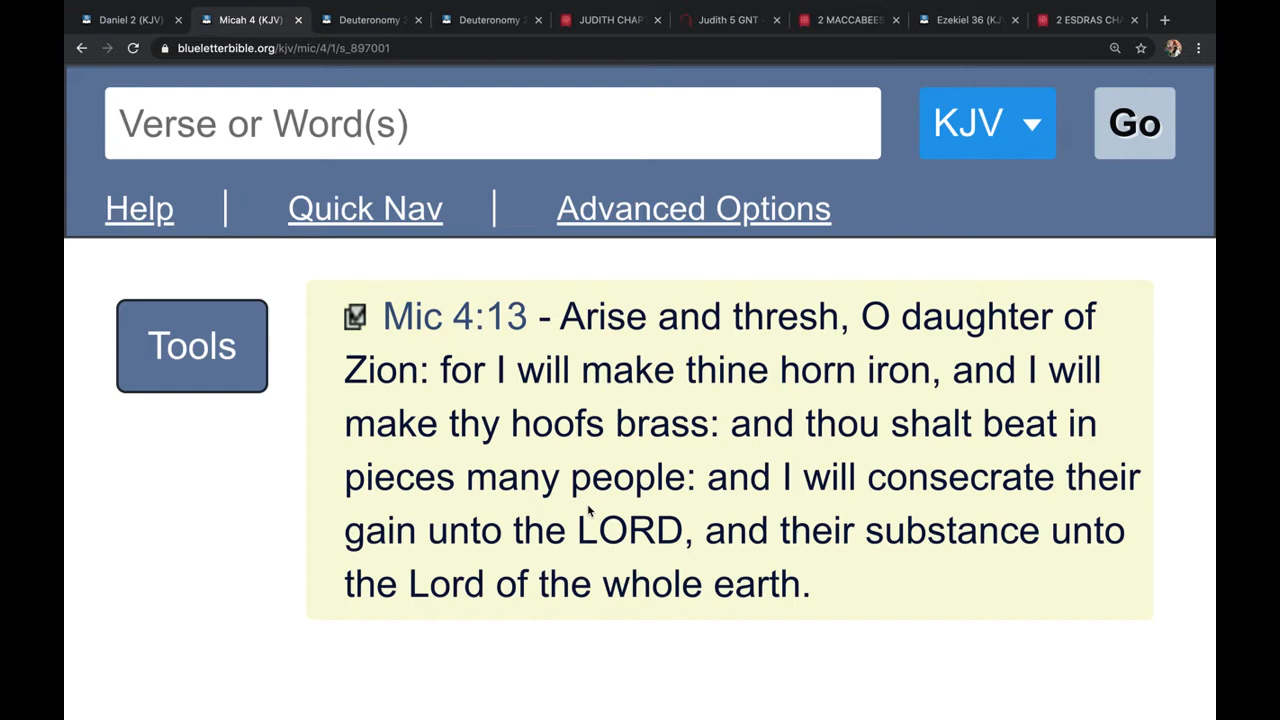 Daniel 2 (KJV) Micah 4 (KJV) Deuteronomy Deuteronomy JUDITH CHAP Judith 5 GNT - 2 MACCABEES Ezekiel 36 (KJV 2 ESDRAS CHA
blueletterbible.org/kjv/mic/4/1/s_897001
Verse or Word(s) KJV Go
Help | Quick Nav | Advanced Options
Tools
Mic 4:13 - Arise and thresh, O daughter of
Zion: for I will make thine horn iron, and I will
make thy hoofs brass: and thou shalt beat in
pieces many people: and I will consecrate their
gain unto the LORD, and their substance unto
the Lord of the whole earth.